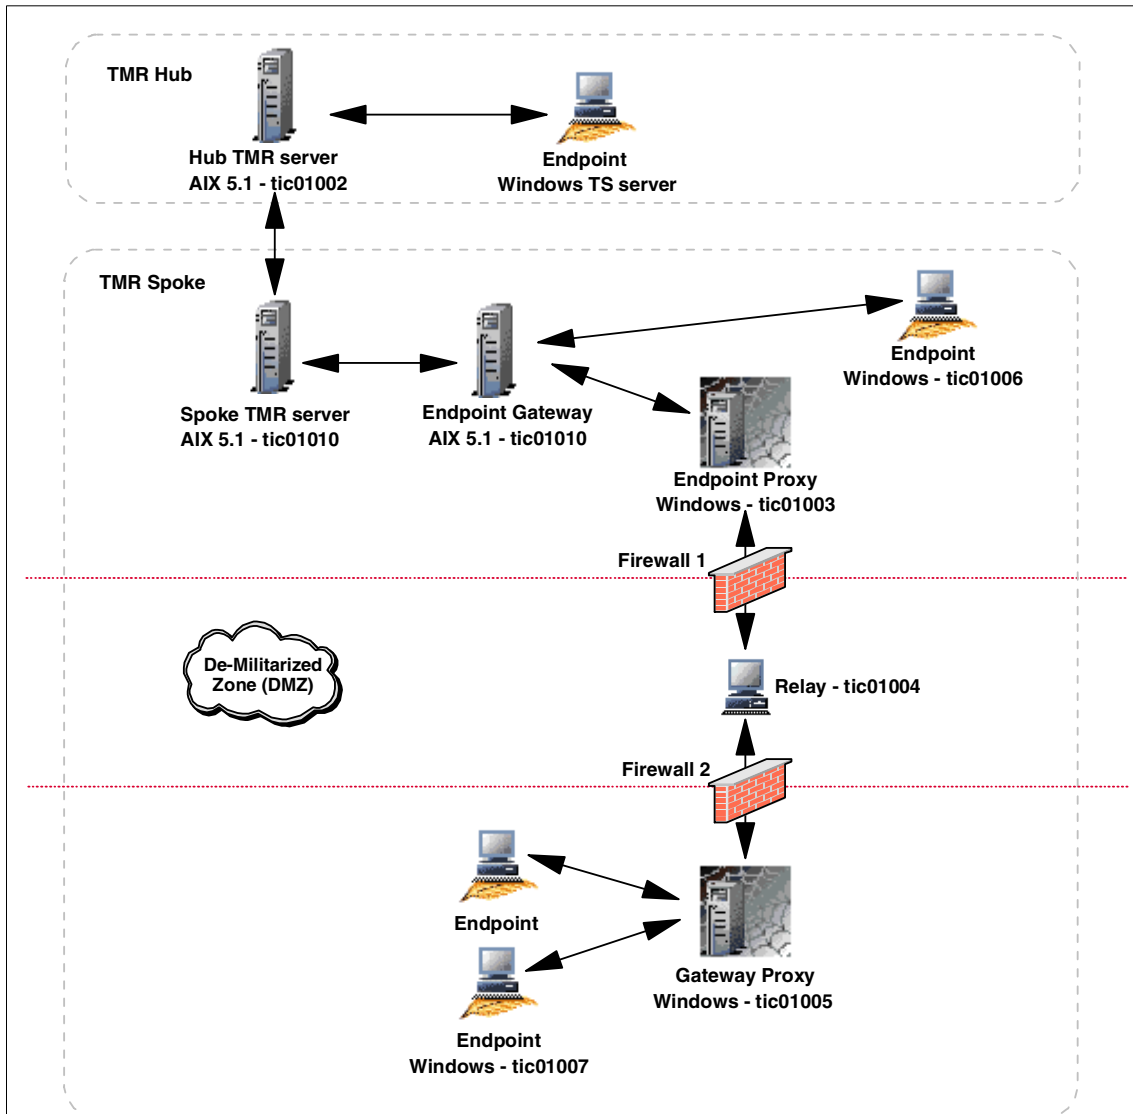 TMR Hub
Hub TMR server
AIX 5.1 - tic01002
Endpoint
Windows TS server
TMR Spoke
Spoke TMR server
AIX 5.1 - tic01010
Endpoint Gateway
AIX 5.1 - tic01010
Endpoint
Windows - tic01006
Endpoint Proxy
Windows - tic01003
Firewall 1
De-Militarized
Zone (DMZ)
Relay - tic01004
Firewall 2
Endpoint
Gateway Proxy
Windows - tic01005
Endpoint
Windows - tic01007